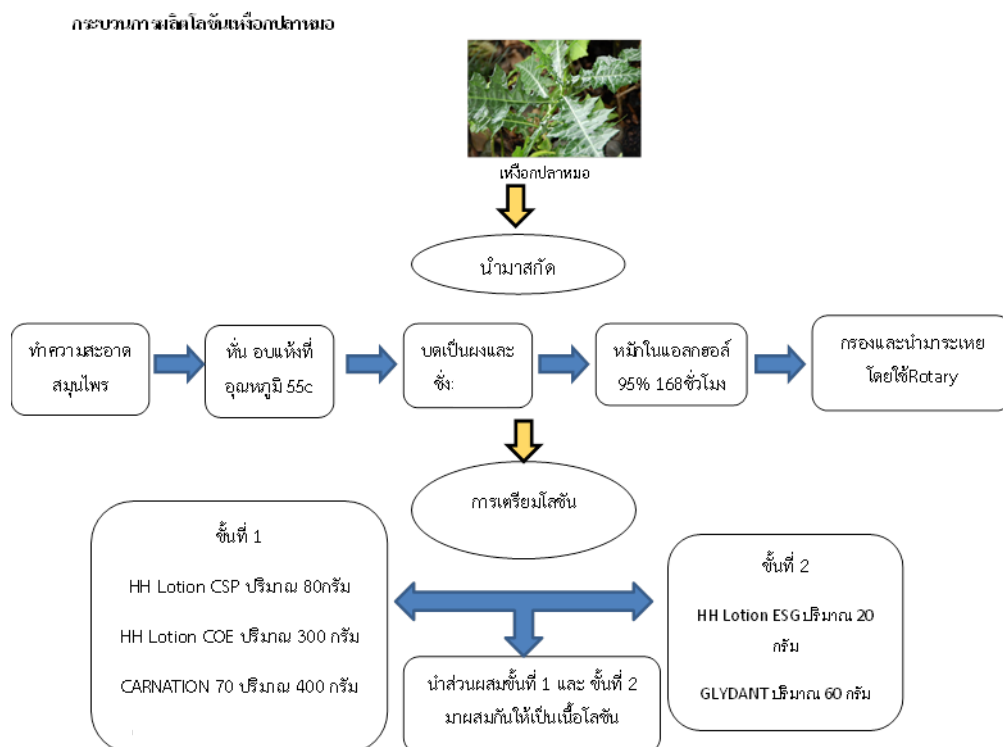 กระบวนการผลิตโลชันเหงือกปลาหมอ
เหงือกปลาหมอ
นำมาสกัด
ทำความสะอาด
สมุนไพร
หั่น อบแห้งที่
อุณหภูมิ 55c
บดเป็นผงและ
ชั่ง:
หมักในแอลกฮอล์
95% 168ชั่วโมง
กรองและนำมาระเหย
โดยใช้Rotary
การเตรียมโลชัน
ขั้นที่ 1
HH Lotion CSP ปริมาณ 80กรัม
HH Lotion COE ปริมาณ 300 กรัม
CARNATION 70 ปริมาณ 400 กรัม
ขั้นที่ 2
HH Lotion ESG ปริมาณ 20
กรัม
GLYDANT ปริมาณ 60 กรัม
นำส่วนผสมขั้นที่ 1 และ ขั้นที่ 2
มาผสมกันให้เป็นเนื้อโลชัน